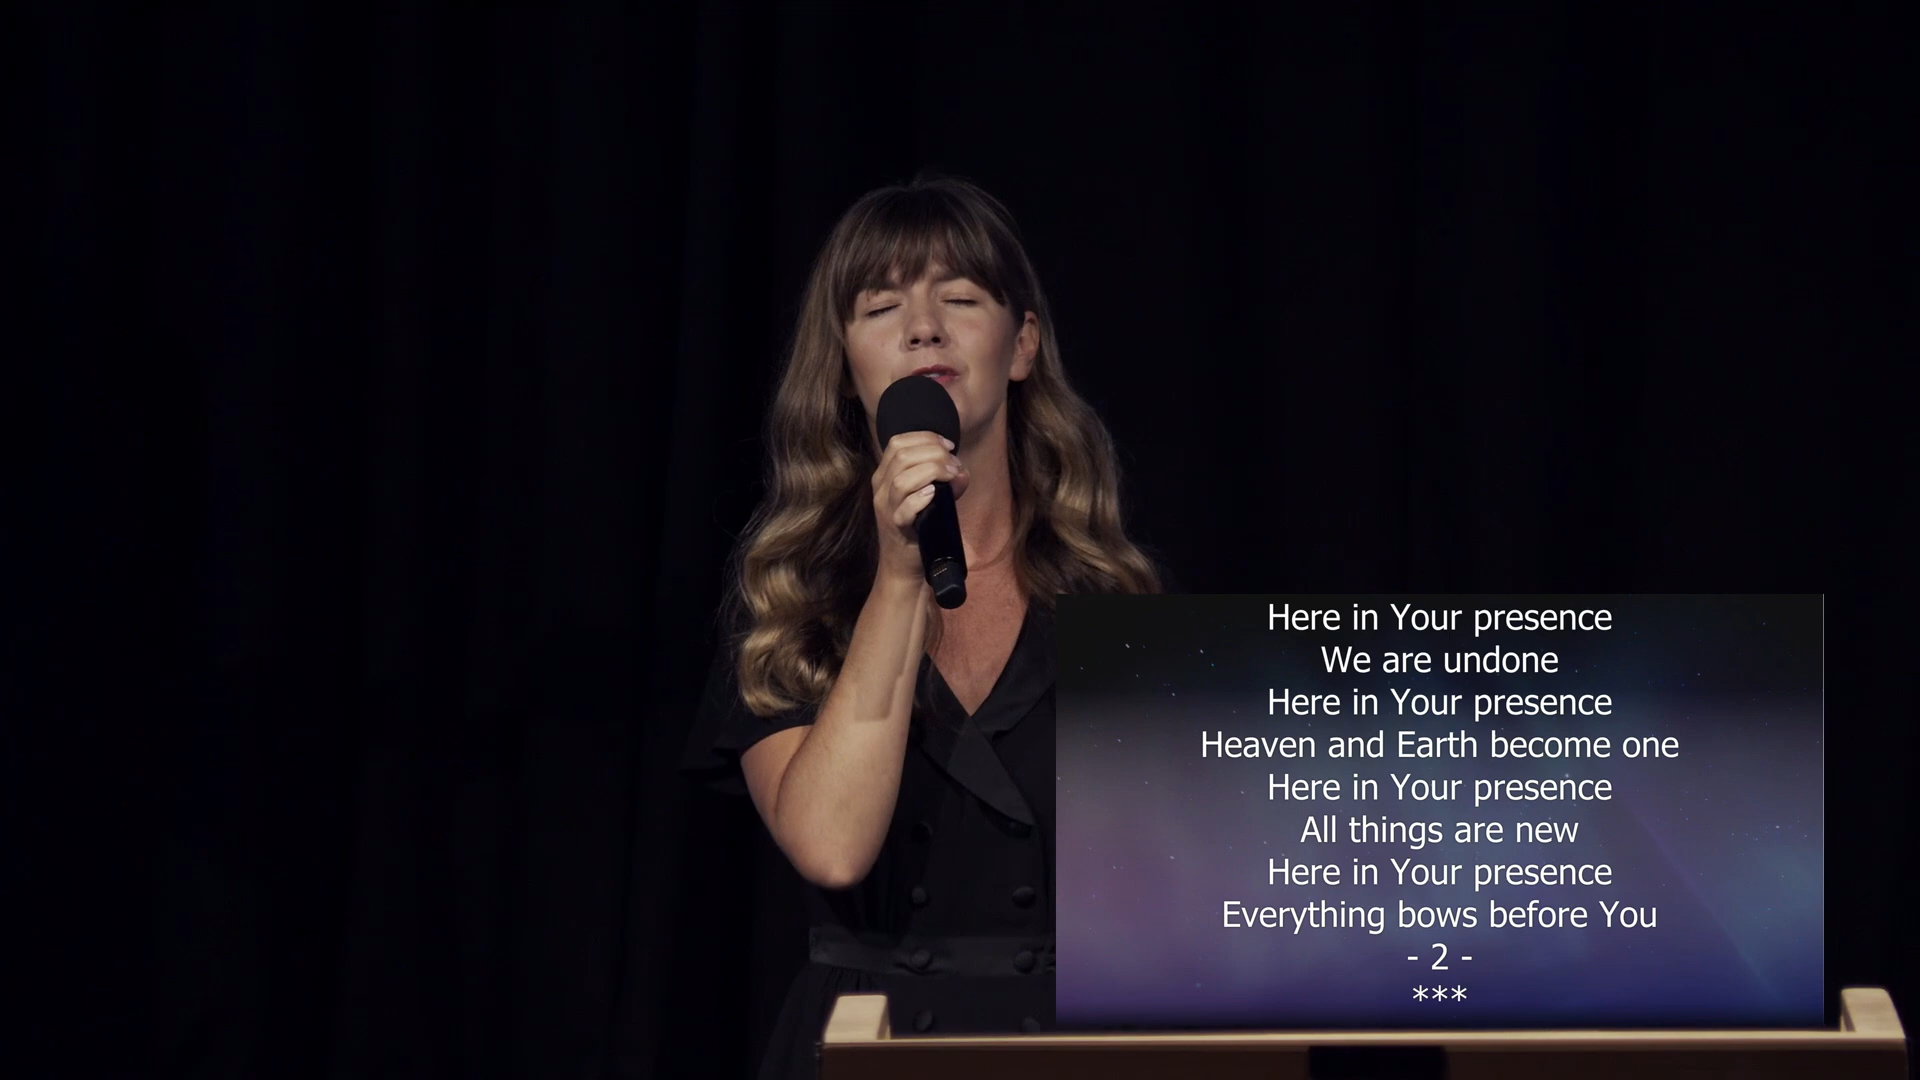 Here in Your presence
We are undone
Here in Your presence
Heaven and Earth become one
Here in Your presence
All things are new
Here in Your presence
Everything bows before You
- 2 -
***